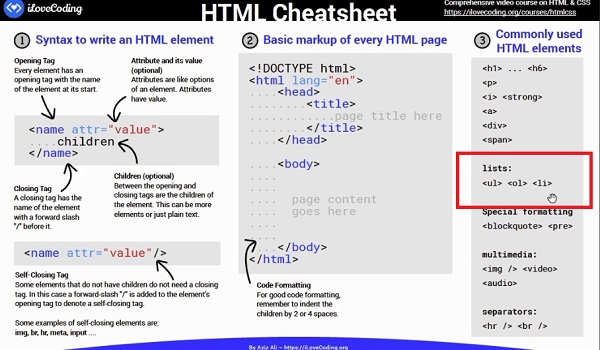 iLoveCoding
HTML Cheatsheet
Comprehensive video course on HTML & CSS
https://ilovecoding.org/courses/htmlcss
1 Syntax to write an HTML element
Opening Tag
Every element has an
opening tag with the name
of the element at its start.
Attribute and its value
(optional)
Attributes are like options
of an element. Attributes
have value.
<name attr="value">
....children
</name>
Closing Tag
A closing tag has the
name of the element
with a forward slash
"/" before it.
Children (optional)
Between the opening and
closing tags are the children of
the element. This can be more
elements or just plain text.
<name attr="value"/>
Self-Closing Tag
Some elements that do not have children do not need a
closing tag. In this case a forward-slash "/" is added to the element's
opening tag to denote a self-closing tag.
Some examples of self-closing elements are:
img, br, hr, meta, input ....
2 Basic markup of every HTML page
<!DOCTYPE html>
<html lang="en">
....<head>
........<title>
............page title here
........</title>
....</head>
....<body>
....
....
.... page content
.... goes here
....
....
....</body>
</html>
Code Formatting
For good code formatting,
remember to indent the
children by 2 or 4 spaces.
3 Commonly used
HTML elements
<h1> ... <h6>
<p>
<i> <strong>
<a>
<div>
<span>
lists:
<ul> <ol> <li>
Special formatting
<blockquote> <pre>
multimedia:
<img /> <video>
<audio>
separators:
<hr /> <br />
By Aziz Ali ~ https://iLoveCoding.org